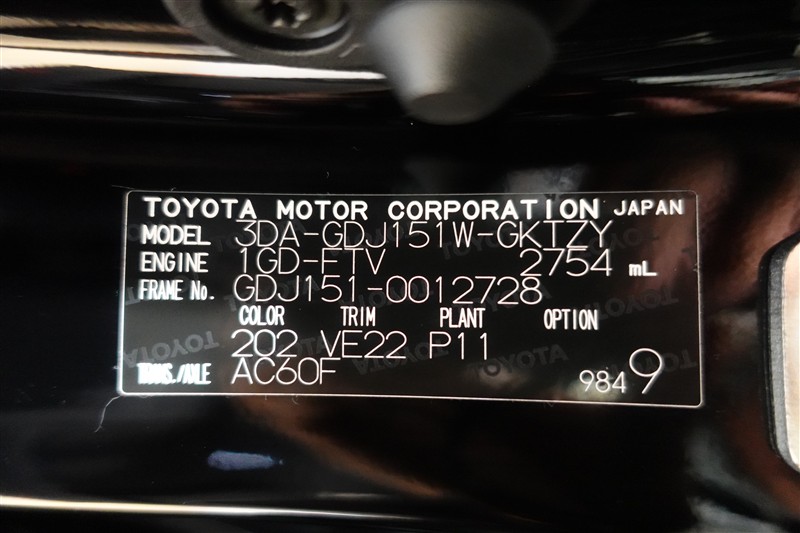 TOYOTA MOTOR CORPORATION JAPAN
MODEL 3DA-GDJ151W-GKTZY
ENGINE 1GD-FTV 2754 mL
FRAME No. GDJ151-0012728
COLOR TRIM PLANT OPTION
202 VE22 P11
TRANS./AXLE AC60F
9849